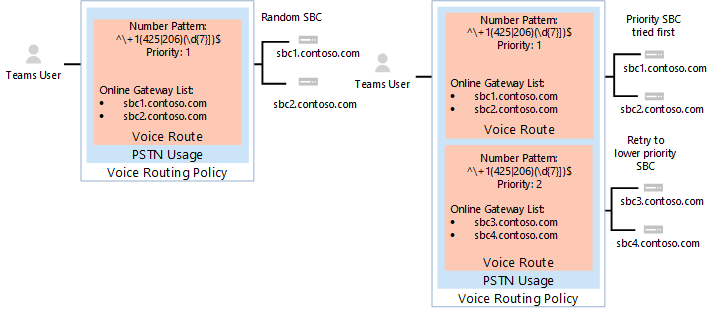 Teams User
Number Pattern:
^\+1(425|206)(\d{7}])$
Priority: 1
Online Gateway List:
• sbc1.contoso.com
• sbc2.contoso.com
Voice Route
PSTN Usage
Voice Routing Policy
Random SBC
sbc1.contoso.com
sbc2.contoso.com
Teams User
Number Pattern:
^\+1(425|206)(\d{7}])$
Priority: 1
Online Gateway List:
• sbc1.contoso.com
• sbc2.contoso.com
Voice Route
Number Pattern:
^\+1(425|206)(\d{7}])$
Priority: 2
Online Gateway List:
• sbc3.contoso.com
• sbc4.contoso.com
Voice Route
PSTN Usage
Voice Routing Policy
Priority SBC
tried first
sbc1.contoso.com
sbc2.contoso.com
Retry to
lower priority
SBC
sbc3.contoso.com
sbc4.contoso.com